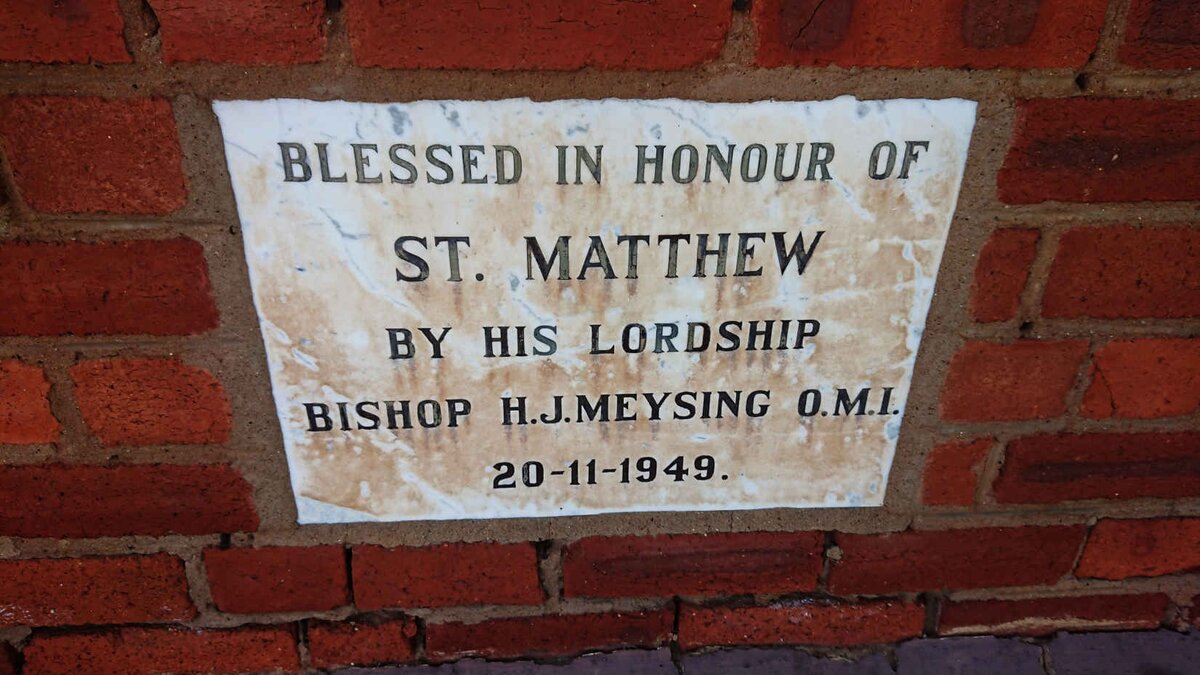 BLESSED IN HONOUR OF
ST. MATTHEW
BY HIS LORDSHIP
BISHOP H.J.MEYSING O.M.I.
20-11-1949.